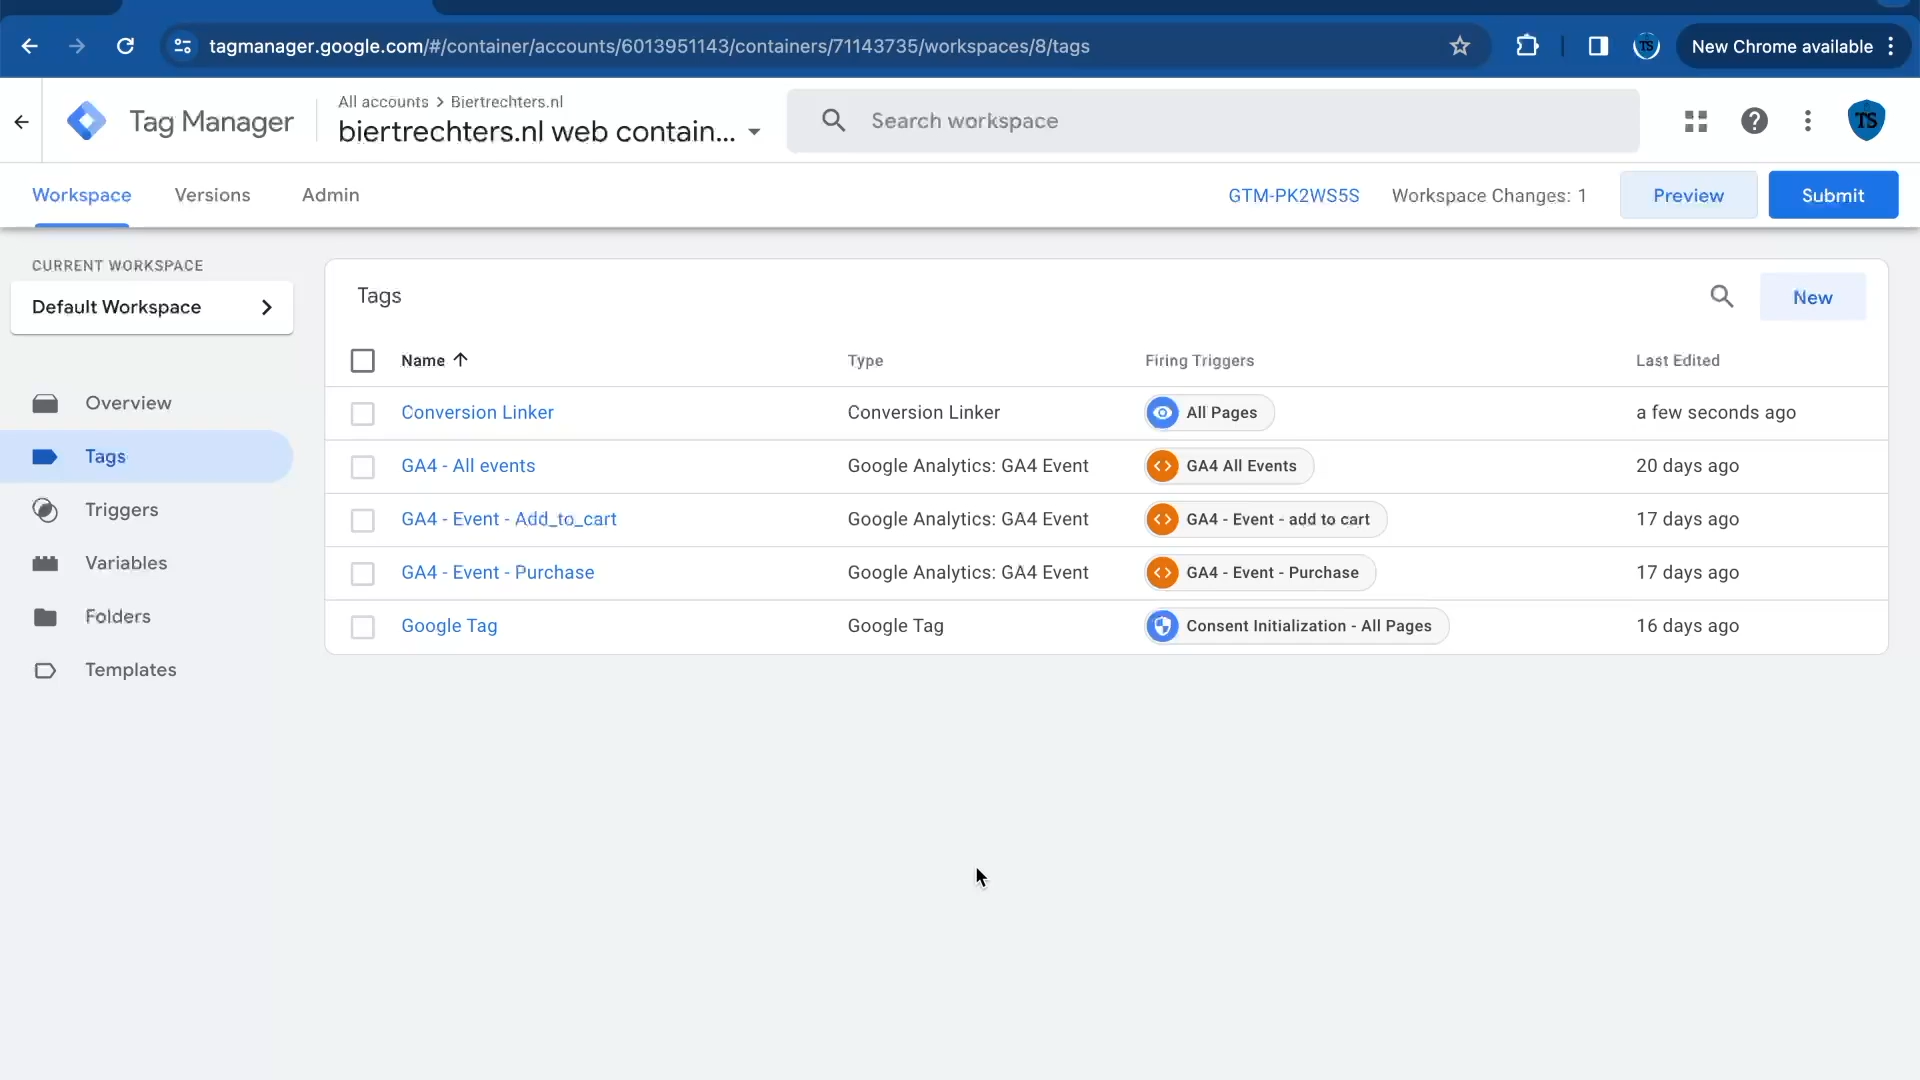 tagmanager.google.com/#/container/accounts/6013951143/containers/71143735/workspaces/8/tags
TS
New Chrome available
Tag Manager
All accounts > Biertrechters.nl
biertrechters.nl web contain...
Search workspace
TS
Workspace
Versions
Admin
GTM-PK2WS5S
Workspace Changes: 1
Preview
Submit
CURRENT WORKSPACE
Default Workspace
Overview
Tags
Triggers
Variables
Folders
Templates
Tags
New
Name Type Firing Triggers Last Edited
Conversion Linker Conversion Linker All Pages a few seconds ago
GA4 - All events Google Analytics: GA4 Event GA4 All Events 20 days ago
GA4 - Event - Add_to_cart Google Analytics: GA4 Event GA4 - Event - add to cart 17 days ago
GA4 - Event - Purchase Google Analytics: GA4 Event GA4 - Event - Purchase 17 days ago
Google Tag Google Tag Consent Initialization - All Pages 16 days ago